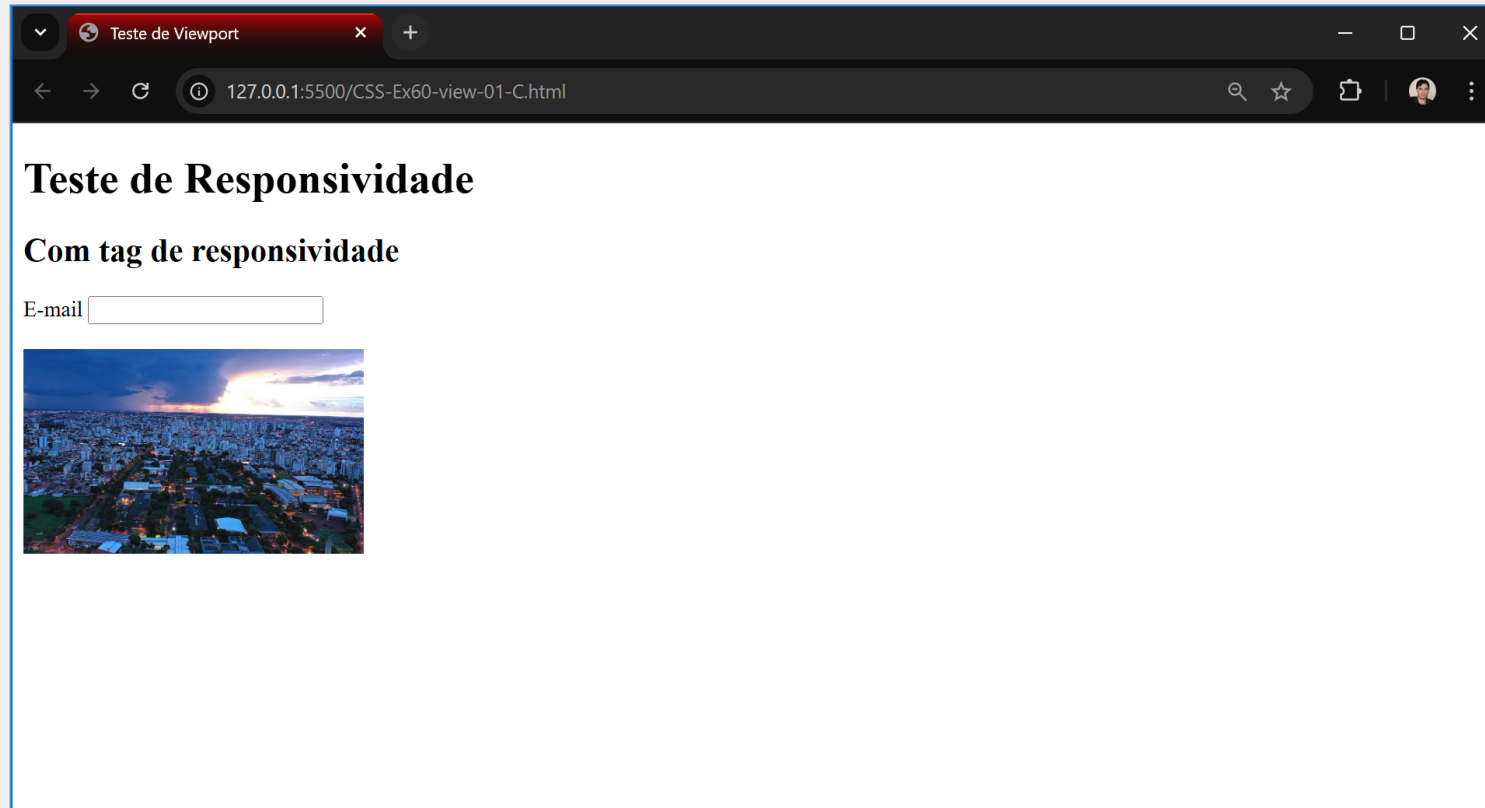 Teste de Viewport
127.0.0.1:5500/CSS-Ex60-view-01-C.html
Teste de Responsividade
Com tag de responsividade
E-mail